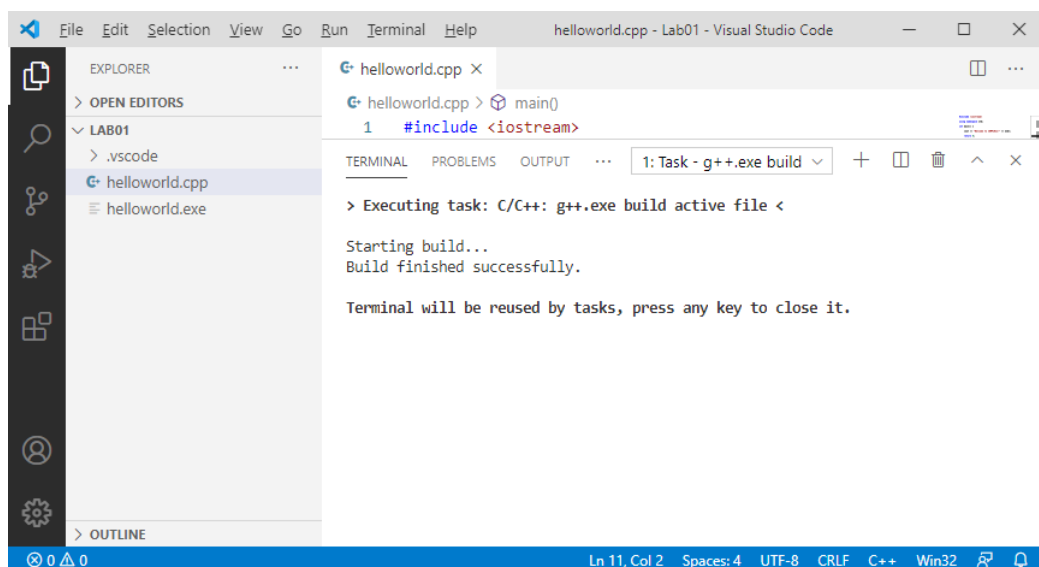 File Edit Selection View Go Run Terminal Help helloworld.cpp - Lab01 - Visual Studio Code
EXPLORER
OPEN EDITORS
LAB01
.vscode
helloworld.cpp
helloworld.exe
OUTLINE
helloworld.cpp
helloworld.cpp > main()
1 #include <iostream>
TERMINAL PROBLEMS OUTPUT ... 1: Task - g++.exe build
> Executing task: C/C++: g++.exe build active file <
Starting build...
Build finished successfully.
Terminal will be reused by tasks, press any key to close it.
0 0 Ln 11, Col 2 Spaces: 4 UTF-8 CRLF C++ Win32